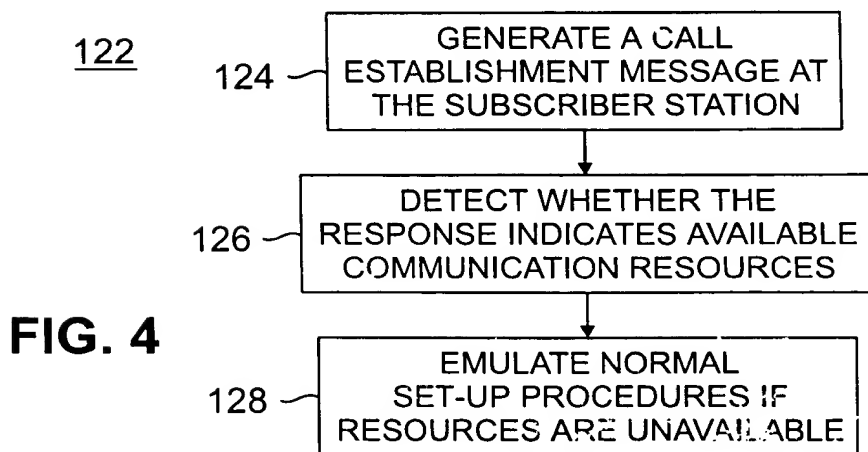 122
124
GENERATE A CALL
ESTABLISHMENT MESSAGE AT
THE SUBSCRIBER STATION
126
DETECT WHETHER THE
RESPONSE INDICATES AVAILABLE
COMMUNICATION RESOURCES
FIG. 4
128
EMULATE NORMAL
SET-UP PROCEDURES IF
RESOURCES ARE UNAVAILABLE